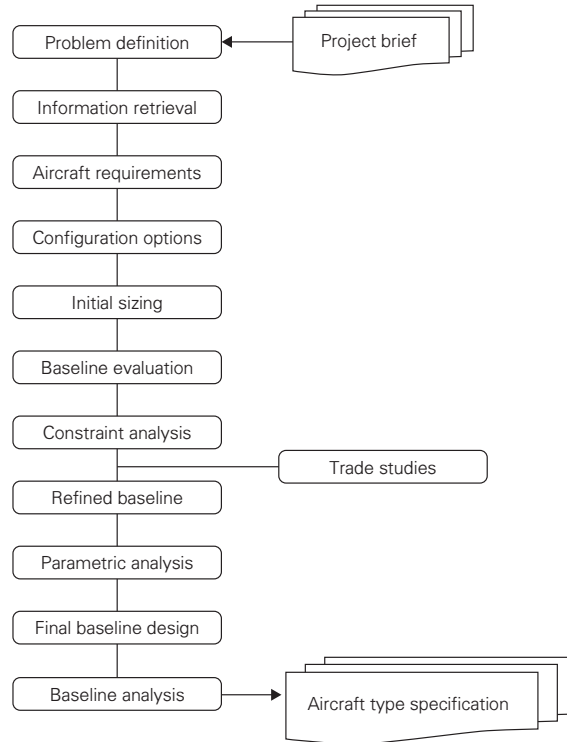 Problem definition
Project brief
Information retrieval
Aircraft requirements
Configuration options
Initial sizing
Baseline evaluation
Constraint analysis
Trade studies
Refined baseline
Parametric analysis
Final baseline design
Baseline analysis
Aircraft type specification